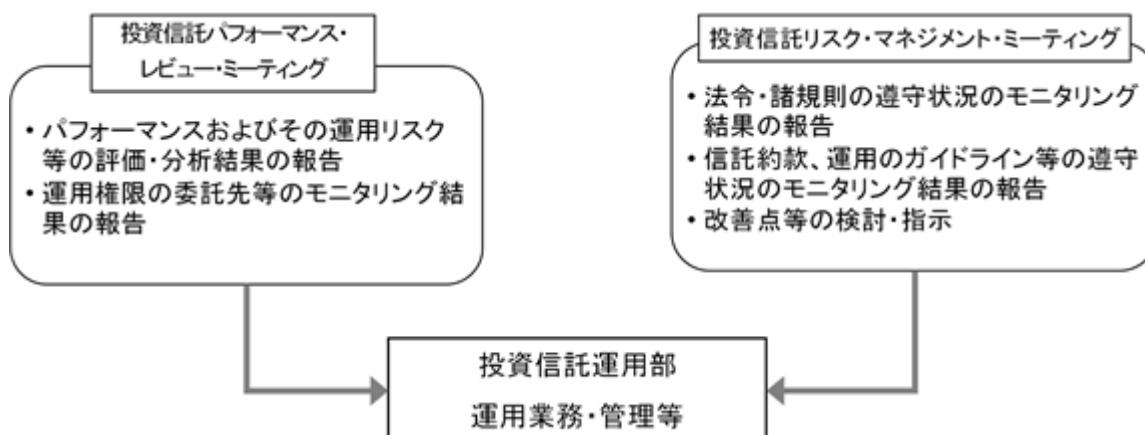 投資信託パフォーマンス・
レビュー・ミーティング
・パフォーマンスおよびその運用リスク
等の評価・分析結果の報告
・運用権限の委託先等のモニタリング結
果の報告
投資信託リスク・マネジメント・ミーティング
・法令・諸規則の遵守状況のモニタリング
結果の報告
・信託約款、運用のガイドライン等の遵守
状況のモニタリング結果の報告
・改善点等の検討・指示
投資信託運用部
運用業務・管理等